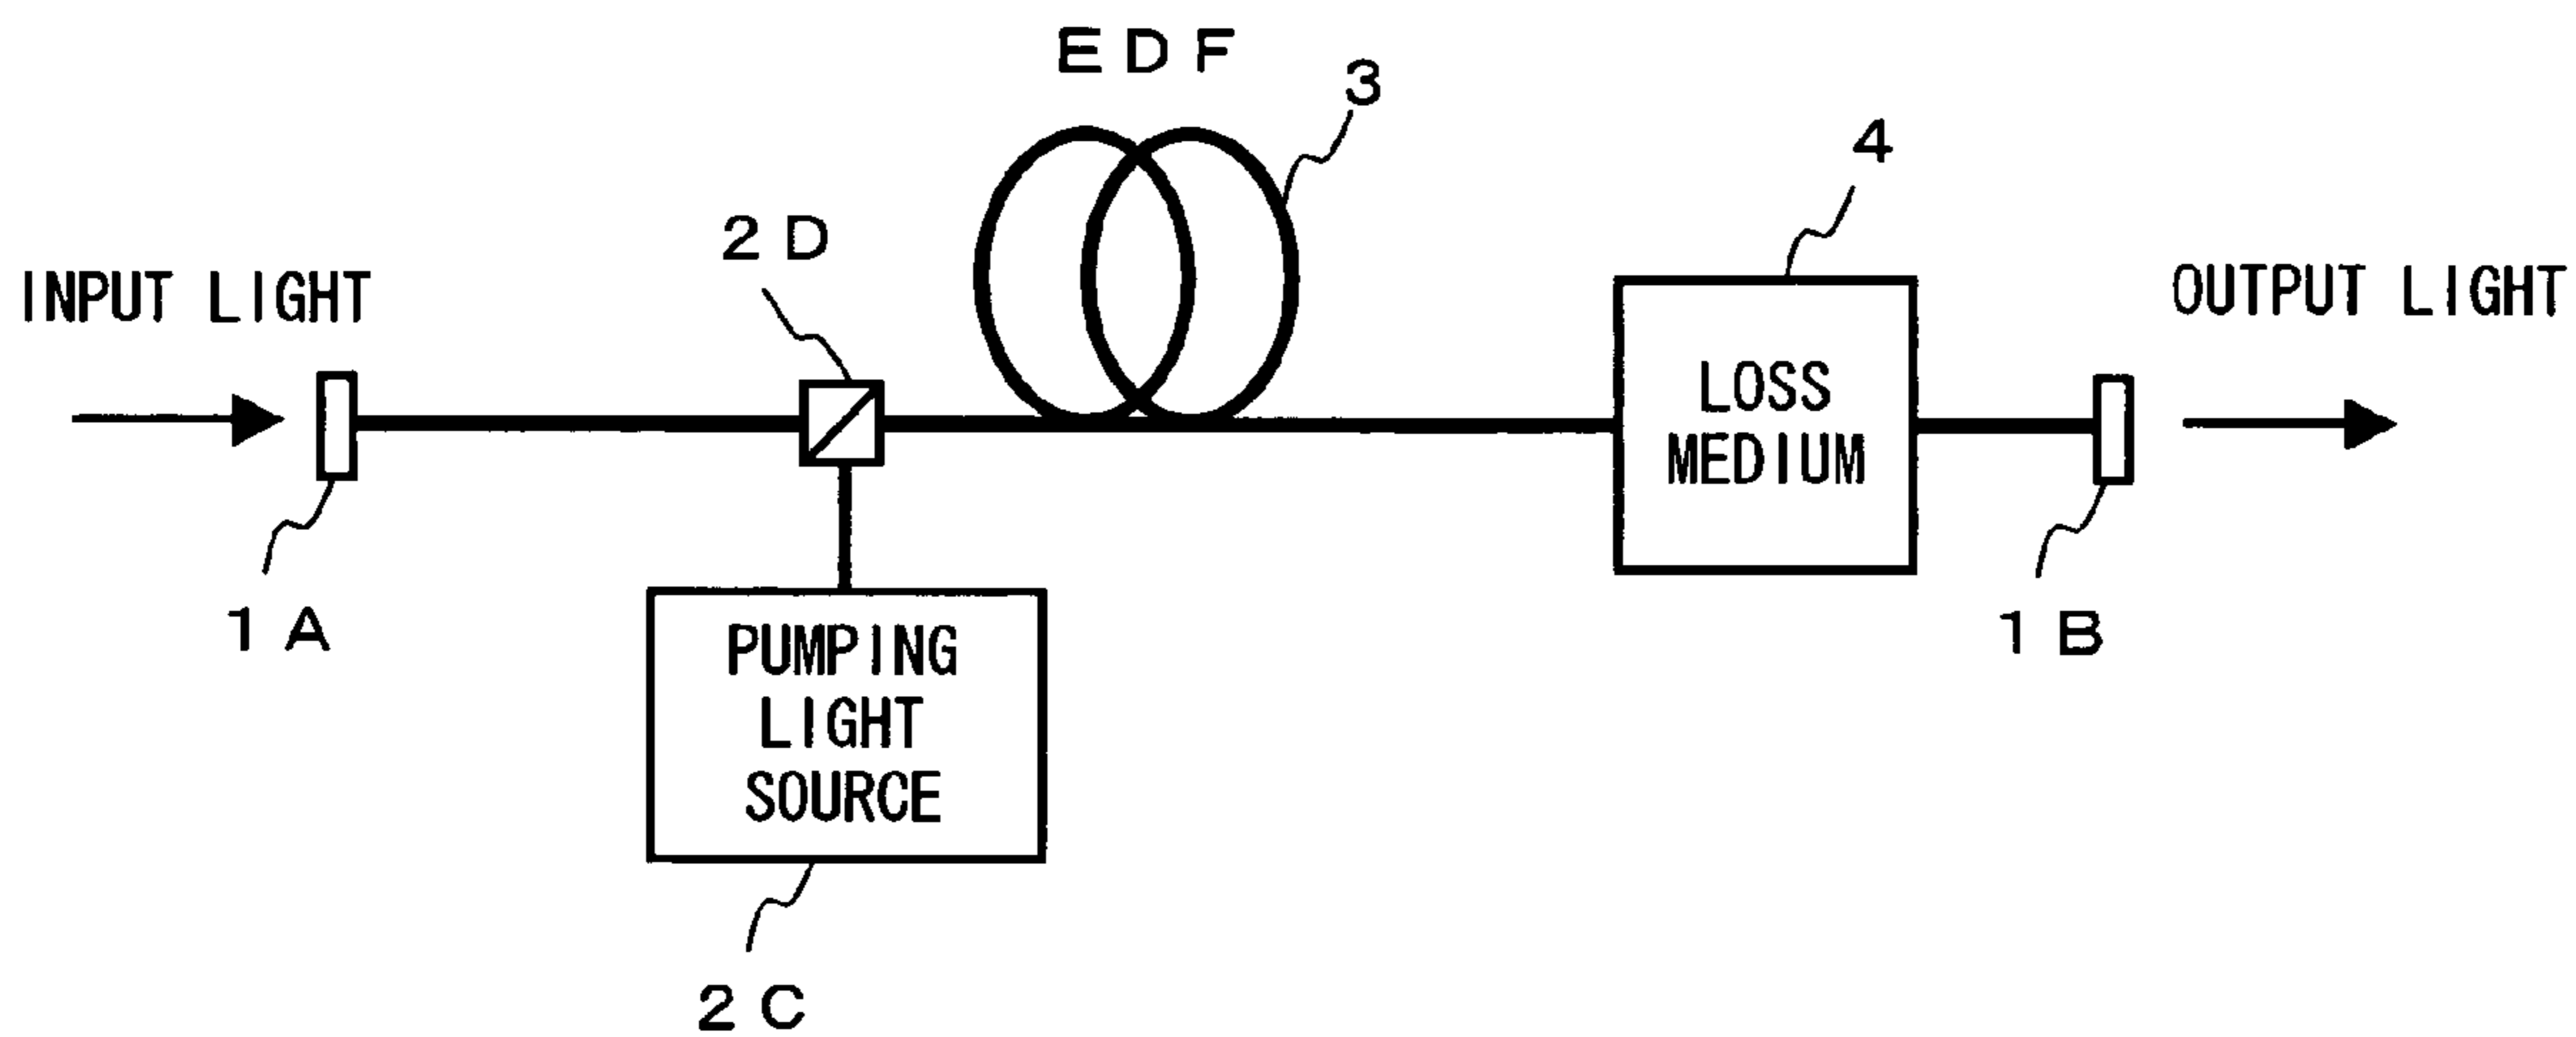 EDF
3
4
2D
INPUT LIGHT
OUTPUT LIGHT
LOSS
MEDIUM
1A
1B
PUMPING
LIGHT
SOURCE
2C